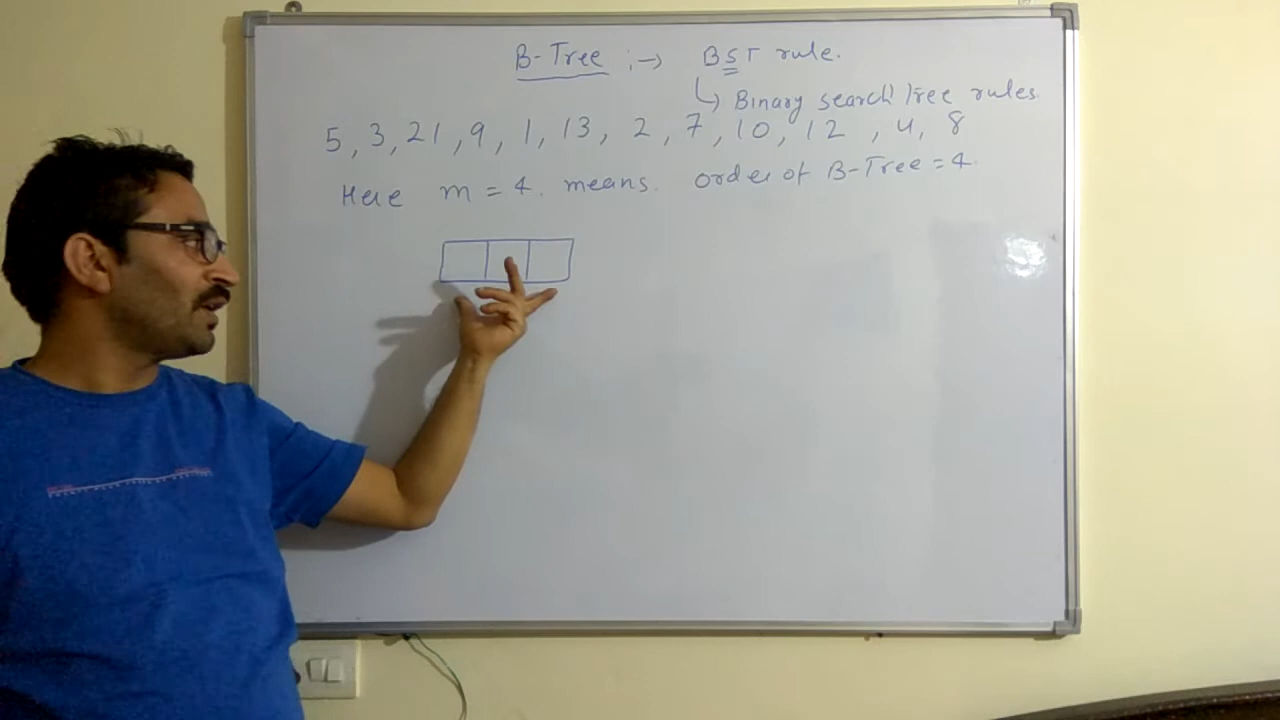 B-Tree :→ BST rule.
↳ Binary search Tree rules.
5, 3, 21, 9, 1, 13, 2, 7, 10, 12, 4, 8
Here m = 4. means. order of B-Tree = 4.